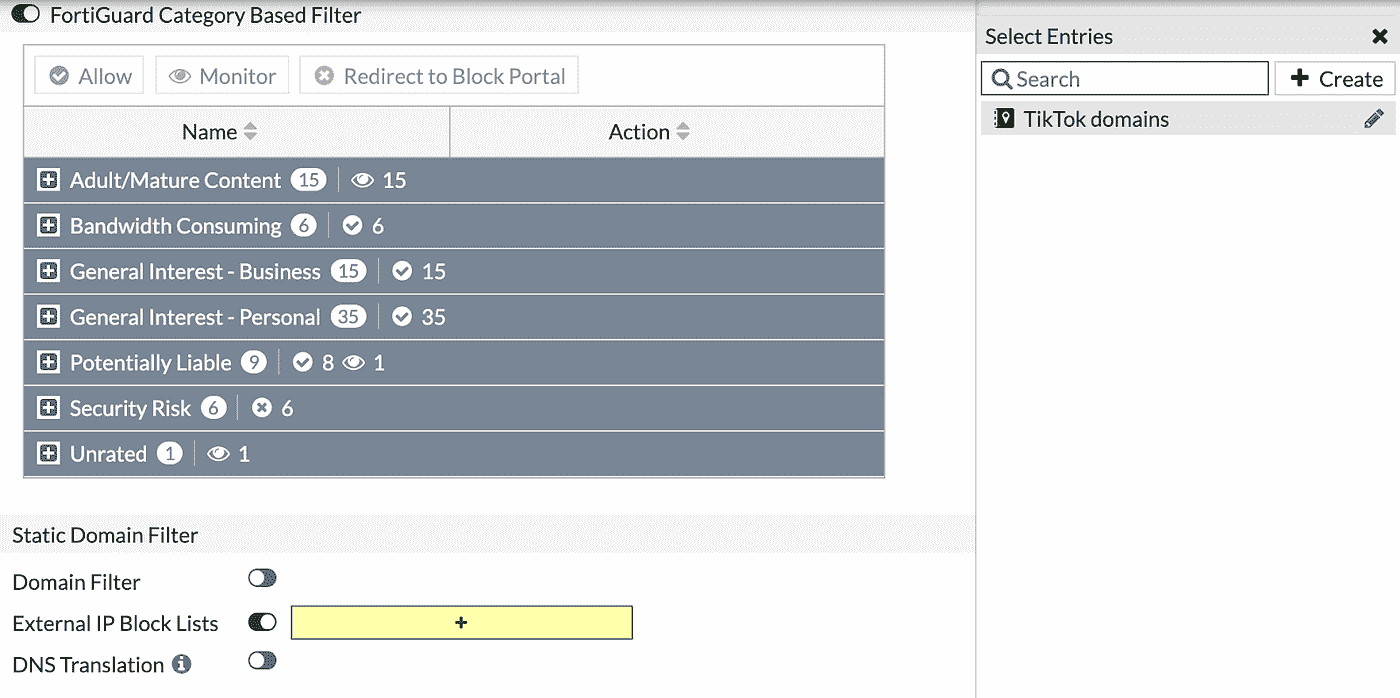 FortiGuard Category Based Filter
Allow Monitor Redirect to Block Portal
Name Action
Adult/Mature Content 15 15
Bandwidth Consuming 6 6
General Interest - Business 15 15
General Interest - Personal 35 35
Potentially Liable 9 8 1
Security Risk 6 6
Unrated 1 1
Static Domain Filter
Domain Filter
External IP Block Lists +
DNS Translation i
Select Entries
Search + Create
TikTok domains